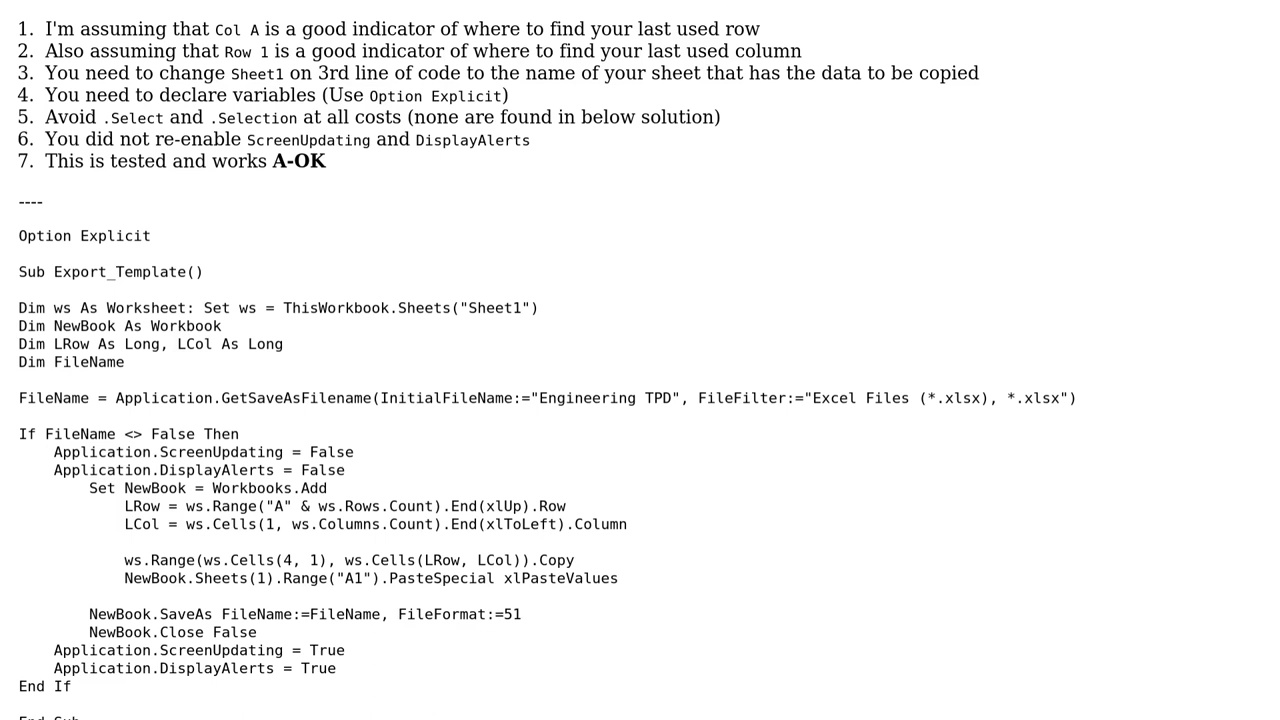 1. I'm assuming that Col A is a good indicator of where to find your last used row
2. Also assuming that Row 1 is a good indicator of where to find your last used column
3. You need to change Sheet1 on 3rd line of code to the name of your sheet that has the data to be copied
4. You need to declare variables (Use Option Explicit)
5. Avoid .Select and .Selection at all costs (none are found in below solution)
6. You did not re-enable ScreenUpdating and DisplayAlerts
7. This is tested and works A-OK
----
Option Explicit
Sub Export_Template()
Dim ws As Worksheet: Set ws = ThisWorkbook.Sheets("Sheet1")
Dim NewBook As Workbook
Dim LRow As Long, LCol As Long
Dim FileName
FileName = Application.GetSaveAsFilename(InitialFileName:="Engineering TPD", FileFilter:="Excel Files (*.xlsx), *.xlsx")
If FileName <> False Then
    Application.ScreenUpdating = False
    Application.DisplayAlerts = False
        Set NewBook = Workbooks.Add
            LRow = ws.Range("A" & ws.Rows.Count).End(xlUp).Row
            LCol = ws.Cells(1, ws.Columns.Count).End(xlToLeft).Column
            ws.Range(ws.Cells(4, 1), ws.Cells(LRow, LCol)).Copy
            NewBook.Sheets(1).Range("A1").PasteSpecial xlPasteValues
        NewBook.SaveAs FileName:=FileName, FileFormat:=51
        NewBook.Close False
    Application.ScreenUpdating = True
    Application.DisplayAlerts = True
End If
End Sub